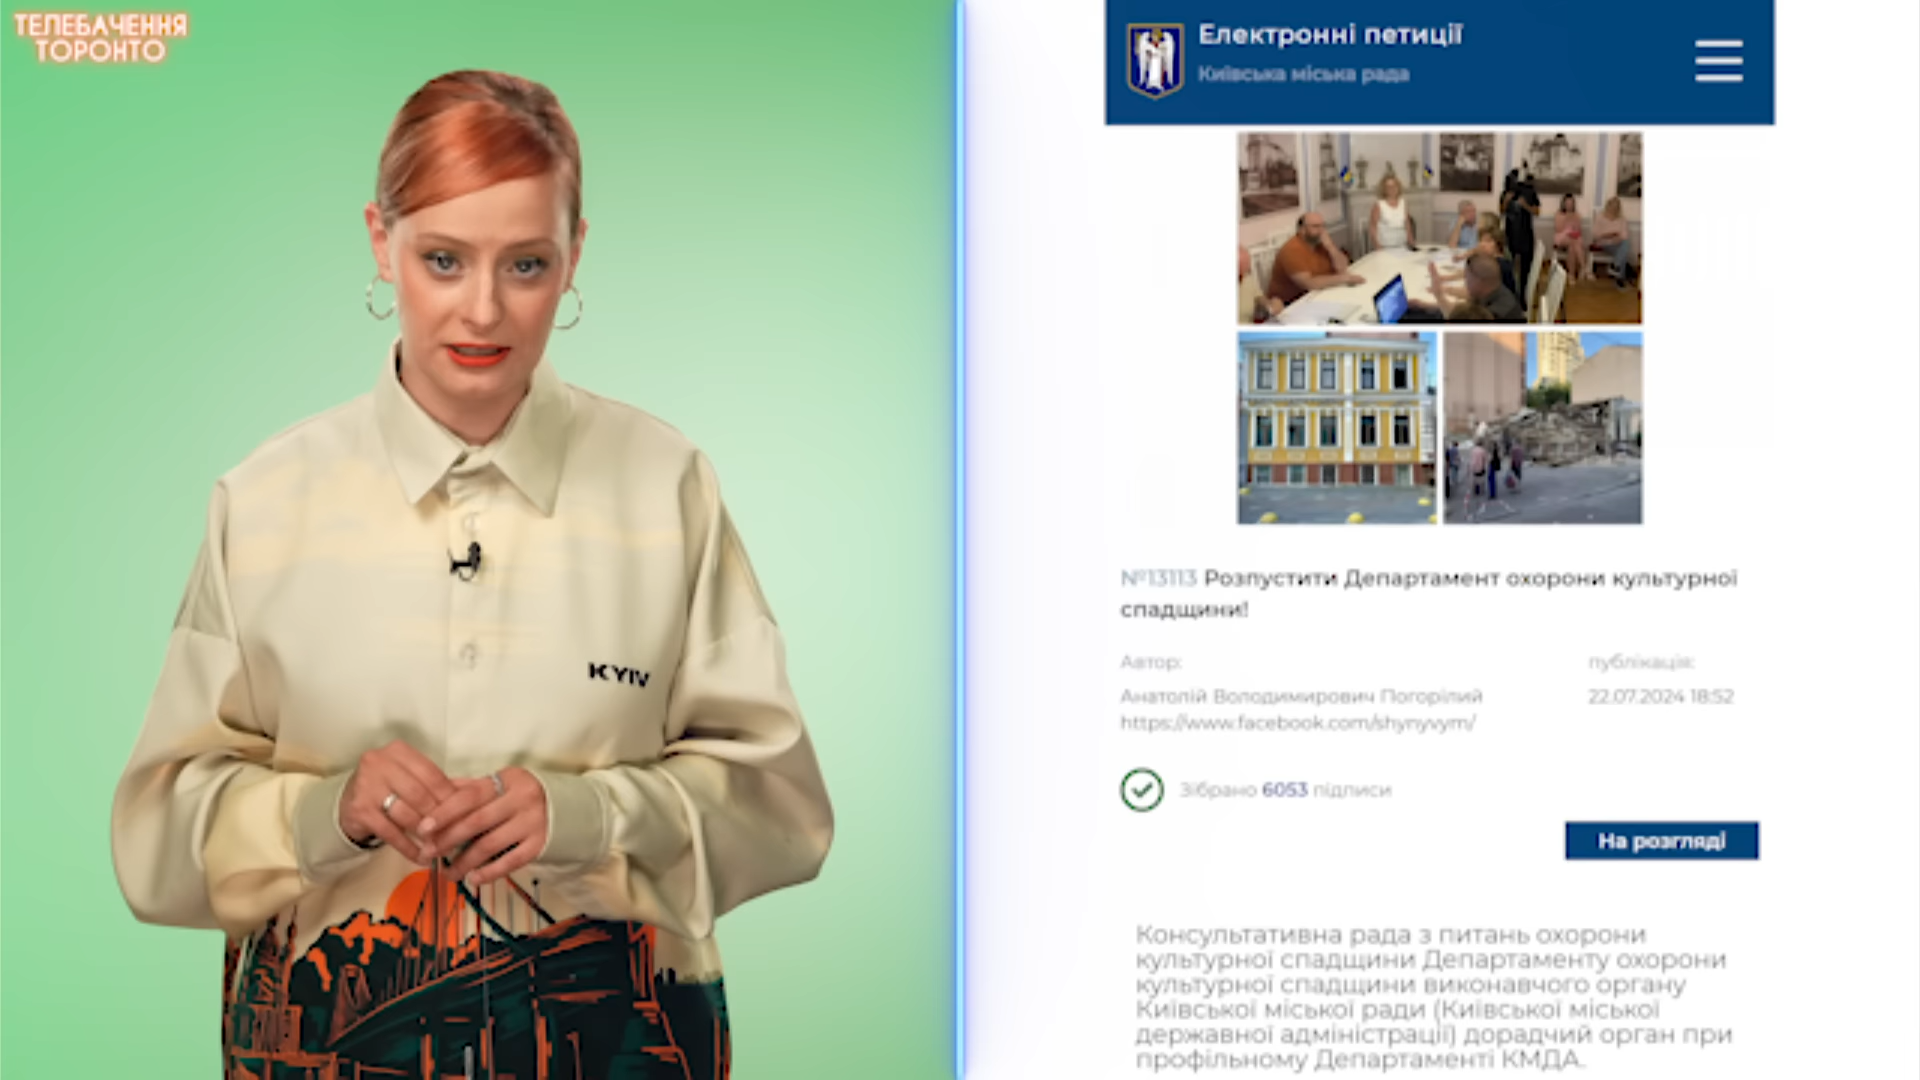 ТЕЛЕБАЧЕННЯ
ТОРОНТО
KYIV
Електронні петиції
Київська міська рада
№13113 Розпустити Департамент охорони культурної
спадщини!
Автор:
публікація:
Анатолій Володимирович Погорілий
22.07.2024 18:52
https://www.facebook.com/shynyvym/
Зібрано 6053 підписи
На розгляді
Консультативна рада з питань охорони
культурної спадщини Департаменту охорони
культурної спадщини виконавчого органу
Київської міської ради (Київської міської
державної адміністрації) дорадчий орган при
профільному Департаменті КМДА.